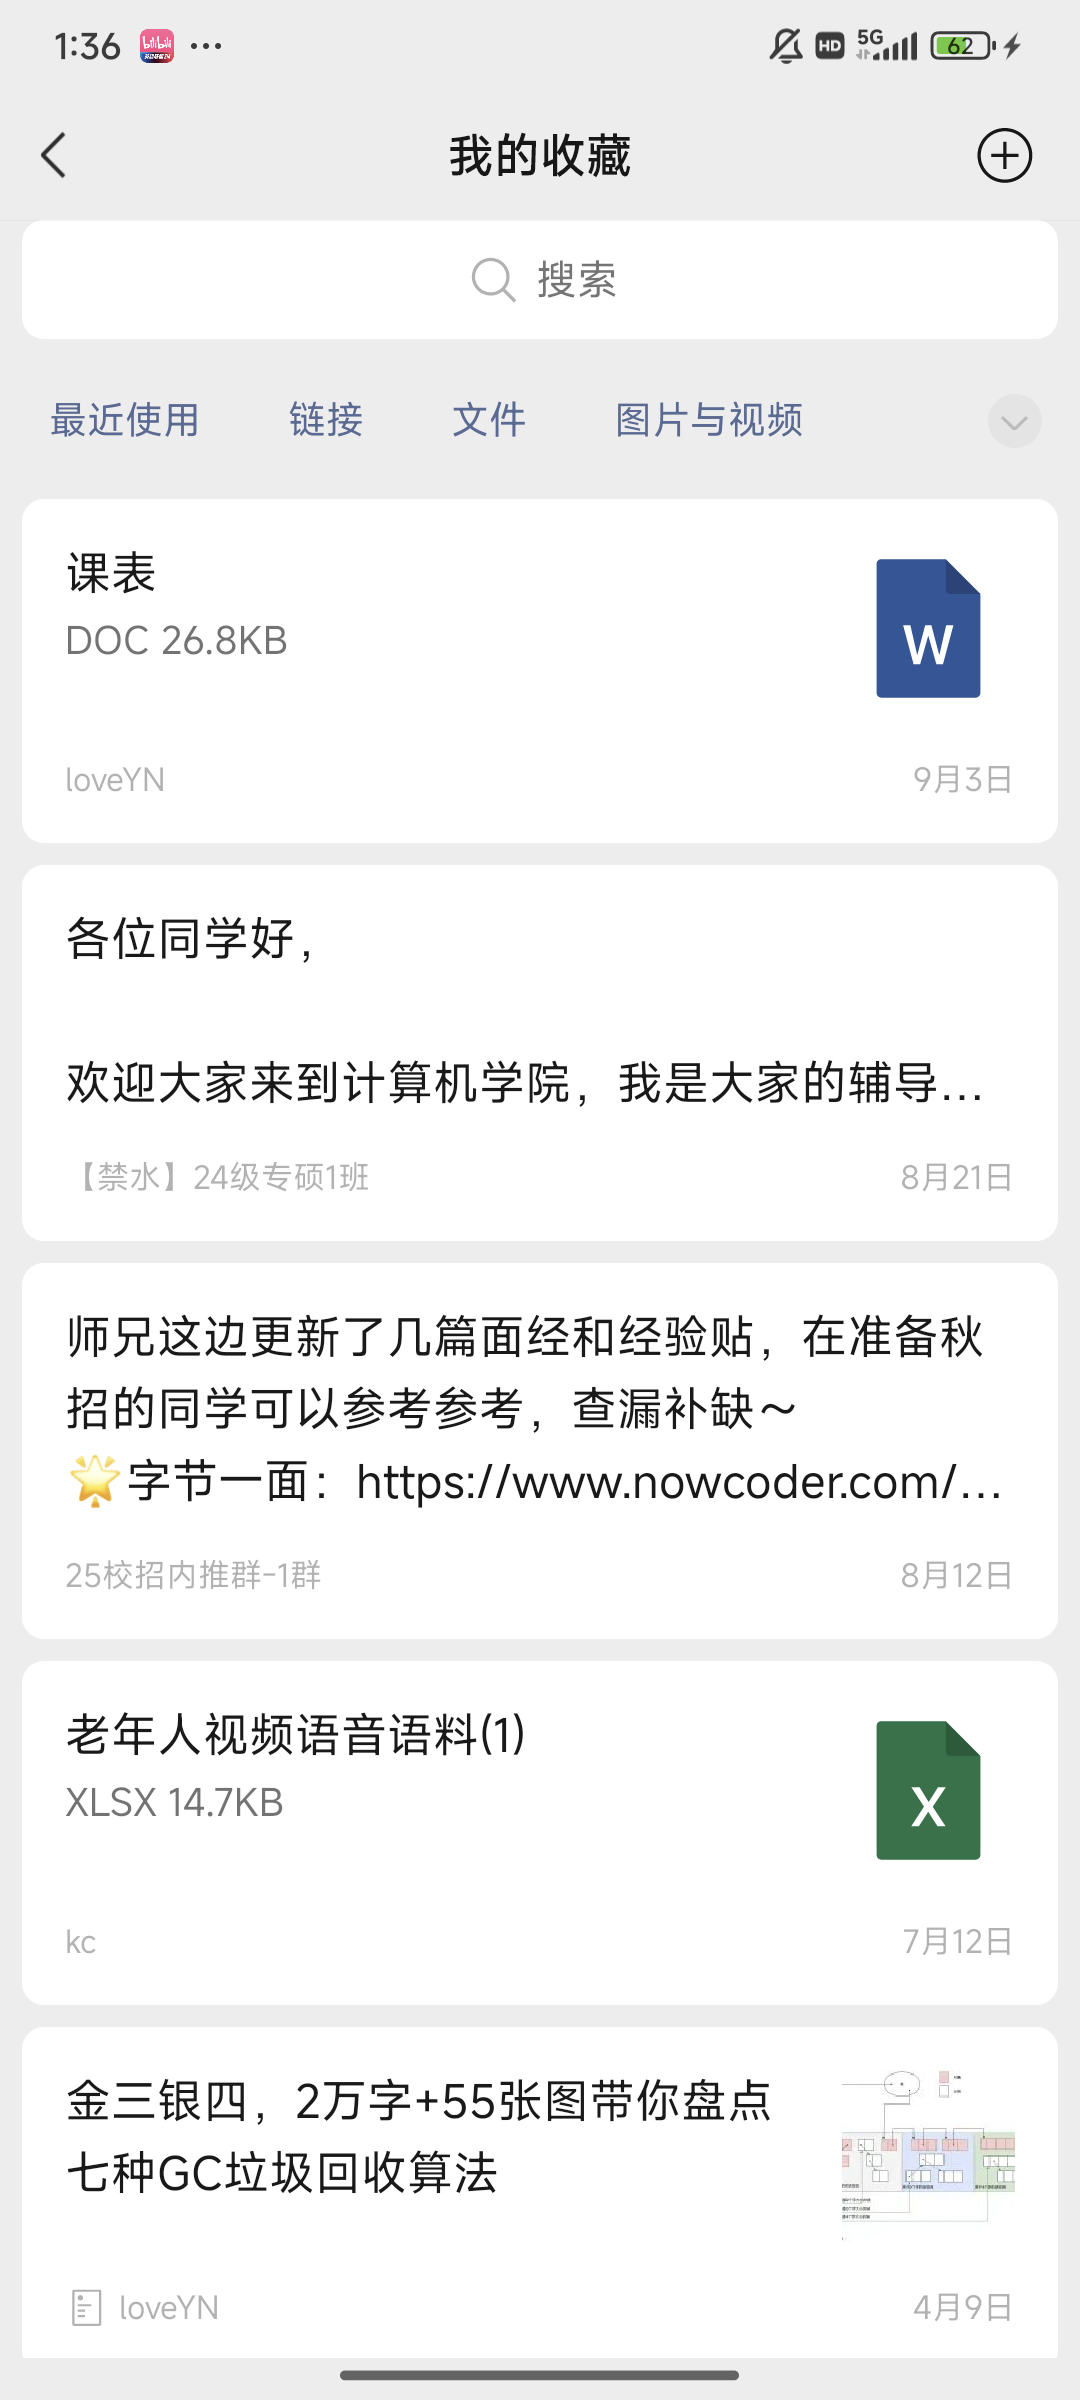 1:36
bilibili
HD
5G
62
我的收藏
搜索
最近使用
链接
文件
图片与视频
课表
DOC 26.8KB
W
loveYN
9月3日
各位同学好，
欢迎大家来到计算机学院，我是大家的辅导...
【禁水】24级专硕1班
8月21日
师兄这边更新了几篇面经和经验贴，在准备秋
招的同学可以参考参考，查漏补缺～
🌟字节一面：https://www.nowcoder.com/...
25校招内推群-1群
8月12日
老年人视频语音语料(1)
XLSX 14.7KB
X
kc
7月12日
金三银四，2万字+55张图带你盘点
七种GC垃圾回收算法
loveYN
4月9日